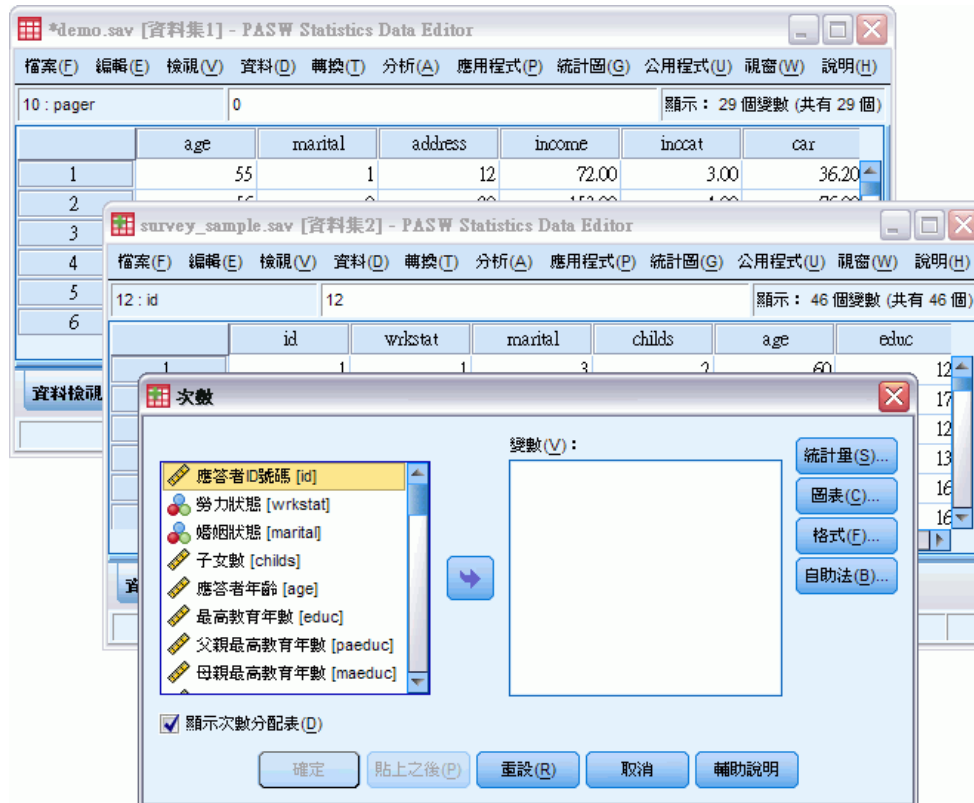 *demo.sav [資料集1] - PASW Statistics Data Editor
檔案(F) 編輯(E) 檢視(V) 資料(D) 轉換(T) 分析(A) 應用程式(P) 統計圖(G) 公用程式(U) 視窗(W) 說明(H)
10 : pager 0 顯示： 29 個變數 (共有 29 個)
age marital address income inccat car
1 55 1 12 72.00 3.00 36.20
2
3
4
5
6
資料檢視
survey_sample.sav [資料集2] - PASW Statistics Data Editor
檔案(F) 編輯(E) 檢視(V) 資料(D) 轉換(T) 分析(A) 應用程式(P) 統計圖(G) 公用程式(U) 視窗(W) 說明(H)
12 : id 12 顯示： 46 個變數 (共有 46 個)
id wrkstat marital childs age educ
1 1 1 3 2 60 12
17
12
13
16
16
次數
應答者ID號碼 [id]
勞力狀態 [wrkstat]
婚姻狀態 [marital]
子女數 [childs]
應答者年齡 [age]
最高教育年數 [educ]
父親最高教育年數 [paeduc]
母親最高教育年數 [maeduc]
變數(V)：
統計量(S)...
圖表(C)...
格式(F)...
自助法(B)...
顯示次數分配表(D)
確定 貼上之後(P) 重設(R) 取消 輔助說明